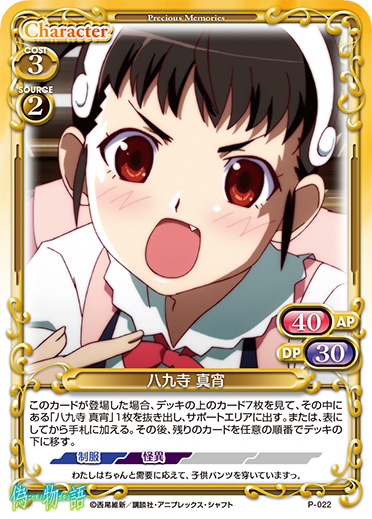 Precious Memories
Character
COST
3
SOURCE
2
40 AP
DP 30
八九寺 真宵
このカードが登場した場合、デッキの上のカード7枚を見て、その中に
ある「八九寺 真宵」1枚を抜き出し、サポートエリアに出す。または、表に
してから手札に加える。その後、残りのカードを任意の順番でデッキの
下に移す。
制服 怪異
わたしはちゃんと需要に応えて、子供パンツを穿いていますっ。
偽物語
©西尾維新／講談社・アニプレックス・シャフト
P-022